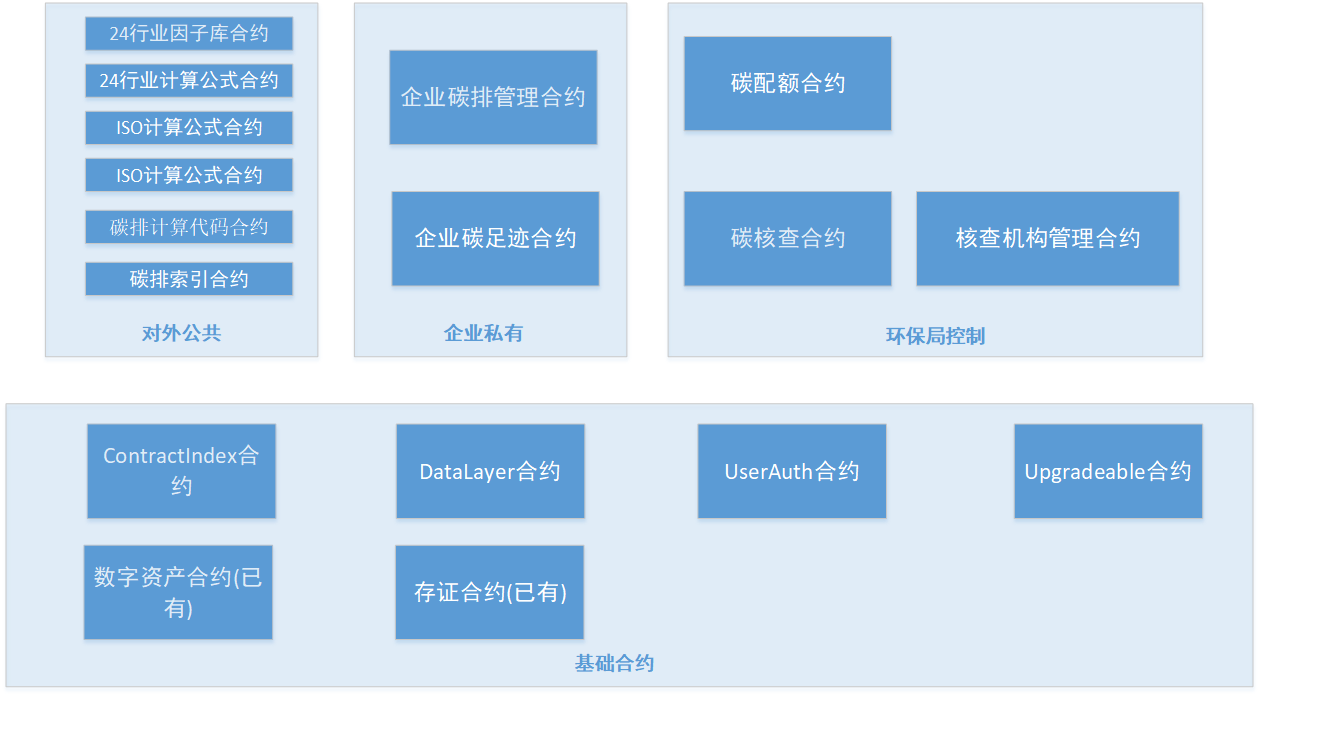 24行业因子库合约
24行业计算公式合约
ISO计算公式合约
ISO计算公式合约
碳排计算代码合约
碳排索引合约
对外公共
企业碳排管理合约
企业碳足迹合约
企业私有
碳配额合约
碳核查合约
核查机构管理合约
环保局控制
ContractIndex合
约
DataLayer合约
UserAuth合约
Upgradeable合约
数字资产合约(已
有)
存证合约(已有)
基础合约